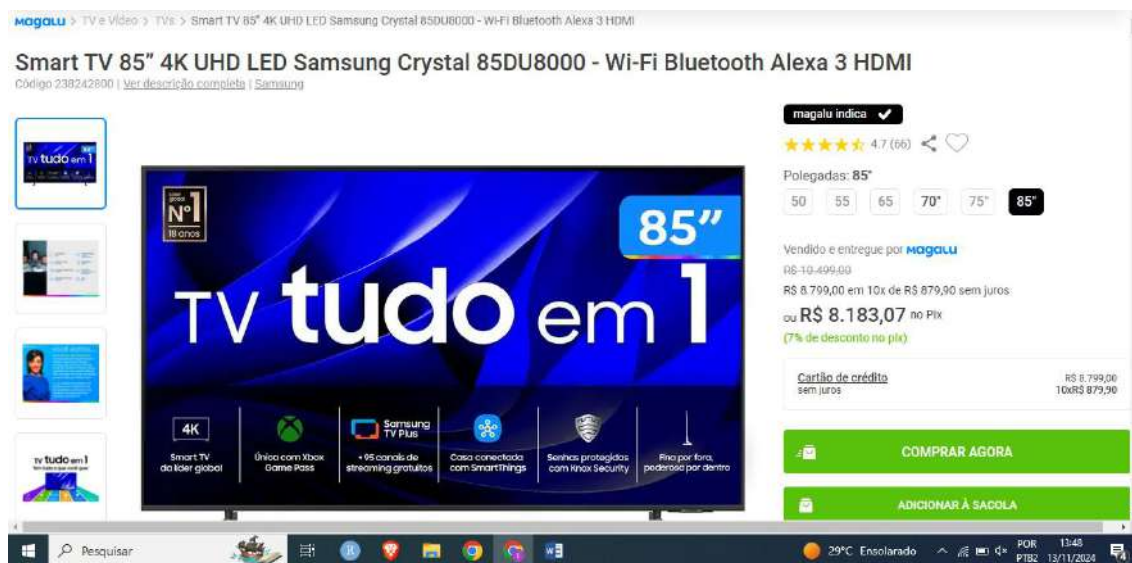 Magalu > TV e Vídeo > TVs > Smart TV 85" 4K UHD LED Samsung Crystal 85DU8000 - Wi-Fi Bluetooth Alexa 3 HDMI
Smart TV 85" 4K UHD LED Samsung Crystal 85DU8000 - Wi-Fi Bluetooth Alexa 3 HDMI
Código 238242800 | Ver descrição completa | Samsung
magalu indica
4.7 (66)
Polegadas: 85"
50 55 65 70" 75" 85"
Vendido e entregue por Magalu
R$ 10.499,00
R$ 8.799,00 em 10x de R$ 879,90 sem juros
ou R$ 8.183,07 no Pix
(7% de desconto no pix)
Cartão de crédito
sem juros
R$ 8.799,00
10xR$ 879,90
COMPRAR AGORA
ADICIONAR À SACOLA
TV tudo em 1
Nº1
18 anos
85"
TV tudo em 1
4K
Smart TV
da líder global
Único com Xbox
Game Pass
Samsung
TV Plus
+95 canais de
streaming gratuitos
Casa conectada
com SmartThings
Senhas protegidas
com Knox Security
Fina por fora,
poderosa por dentro
TV tudo em 1
Pesquisar
29°C Ensolarado
POR
PTB2
13:48
13/11/2024